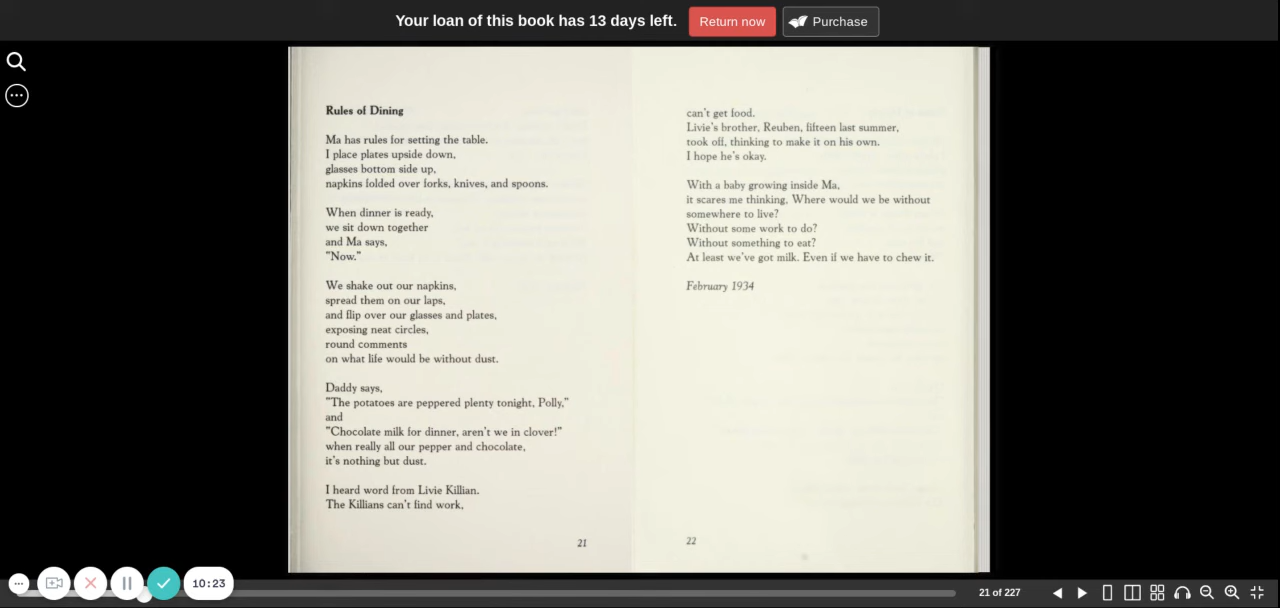 Your loan of this book has 13 days left.
Return now
Purchase
Rules of Dining
Ma has rules for setting the table.
I place plates upside down,
glasses bottom side up,
napkins folded over forks, knives, and spoons.
When dinner is ready,
we sit down together
and Ma says,
"Now."
We shake out our napkins,
spread them on our laps,
and flip over our glasses and plates,
exposing neat circles,
round comments
on what life would be without dust.
Daddy says,
"The potatoes are peppered plenty tonight, Polly,"
and
"Chocolate milk for dinner, aren't we in clover!"
when really all our pepper and chocolate,
it's nothing but dust.
I heard word from Livie Killian.
The Killians can't find work,
21
can't get food.
Livie's brother, Reuben, fifteen last summer,
took off, thinking to make it on his own.
I hope he's okay.
With a baby growing inside Ma,
it scares me thinking, Where would we be without
somewhere to live?
Without some work to do?
Without something to eat?
At least we've got milk. Even if we have to chew it.
February 1934
22
10:23
21 of 227